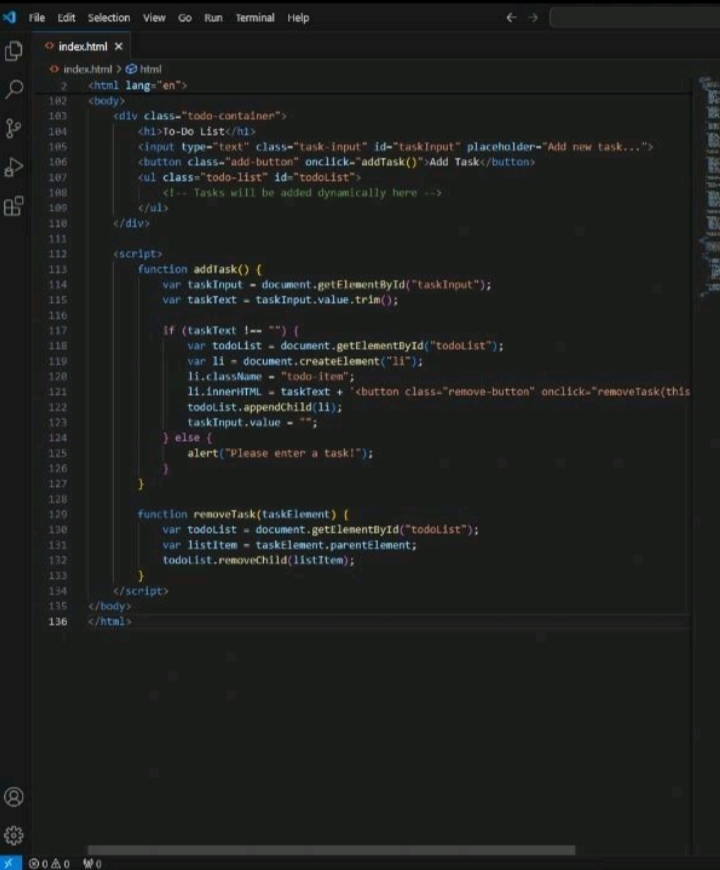 File Edit Selection View Go Run Terminal Help
index.html
index.html > html
2 <html lang="en">
102 <body>
103 <div class="todo-container">
104 <h1>To-Do List</h1>
105 <input type="text" class="task-input" id="taskInput" placeholder="Add new task...">
106 <button class="add-button" onclick="addTask()">Add Task</button>
107 <ul class="todo-list" id="todoList">
108 <!-- Tasks will be added dynamically here -->
109 </ul>
110 </div>
111
112 <script>
113 function addTask() {
114 var taskInput = document.getElementById("taskInput");
115 var taskText = taskInput.value.trim();
116
117 if (taskText !== "") {
118 var todoList = document.getElementById("todoList");
119 var li = document.createElement("li");
120 li.className = "todo-item";
121 li.innerHTML = taskText + '<button class="remove-button" onclick="removeTask(this
122 todoList.appendChild(li);
123 taskInput.value = "";
124 } else {
125 alert("Please enter a task!");
126 }
127 }
128
129 function removeTask(taskElement) {
130 var todoList = document.getElementById("todoList");
131 var listItem = taskElement.parentElement;
132 todoList.removeChild(listItem);
133 }
134 </script>
135 </body>
136 </html>
0 0 0